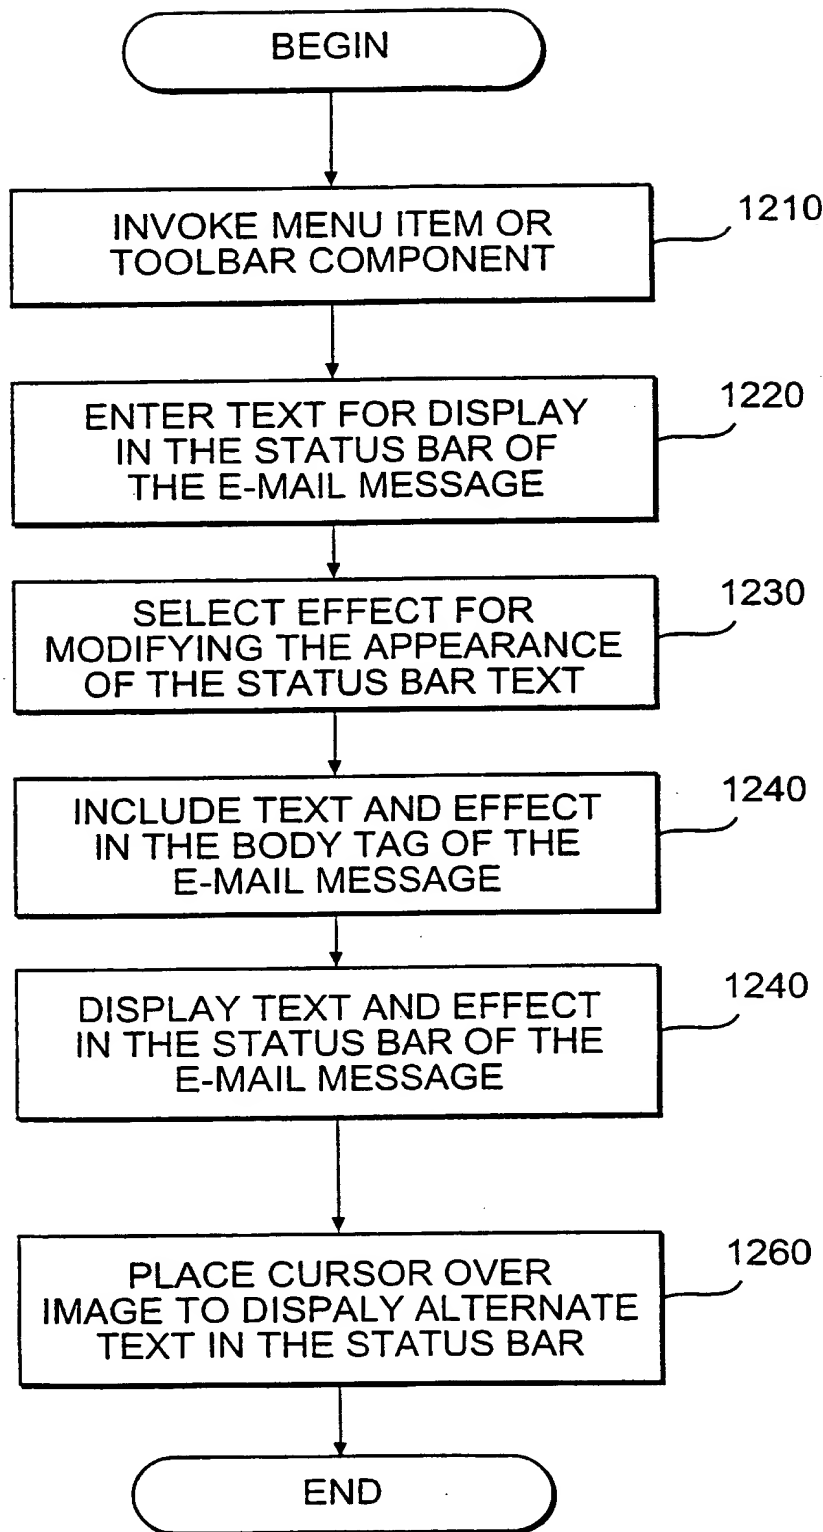 BEGIN
INVOKE MENU ITEM OR
TOOLBAR COMPONENT
1210
ENTER TEXT FOR DISPLAY
IN THE STATUS BAR OF
THE E-MAIL MESSAGE
1220
SELECT EFFECT FOR
MODIFYING THE APPEARANCE
OF THE STATUS BAR TEXT
1230
INCLUDE TEXT AND EFFECT
IN THE BODY TAG OF THE
E-MAIL MESSAGE
1240
DISPLAY TEXT AND EFFECT
IN THE STATUS BAR OF THE
E-MAIL MESSAGE
1240
PLACE CURSOR OVER
IMAGE TO DISPALY ALTERNATE
TEXT IN THE STATUS BAR
1260
END